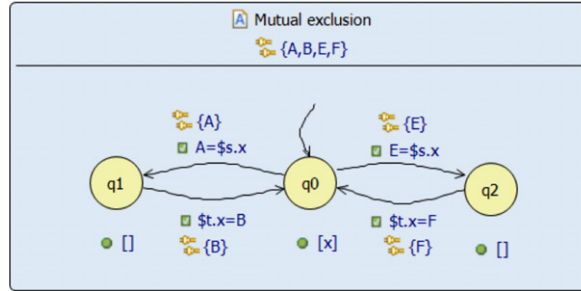 Mutual exclusion
{A,B,E,F}
{A}
A=$s.x
{E}
E=$s.x
q1
q0
q2
$t.x=B
{B}
$t.x=F
{F}
[]
[x]
[]